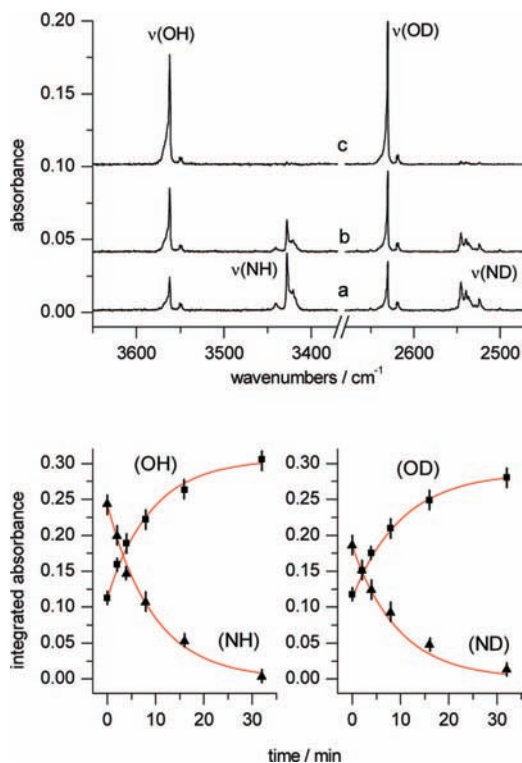 0.20
ν(OH)
ν(OD)
0.15
c
absorbance
0.10
b
0.05
ν(NH)
a
ν(ND)
0.00
3600 3500 3400 // 2600 2500
wavenumbers / cm-1
0.30
(OH)
0.30
(OD)
0.25
0.25
0.20
0.20
integrated absorbance
0.15
0.15
0.10
0.10
0.05
(NH)
0.05
(ND)
0.00
0.00
0 10 20 30
0 10 20 30
time / min